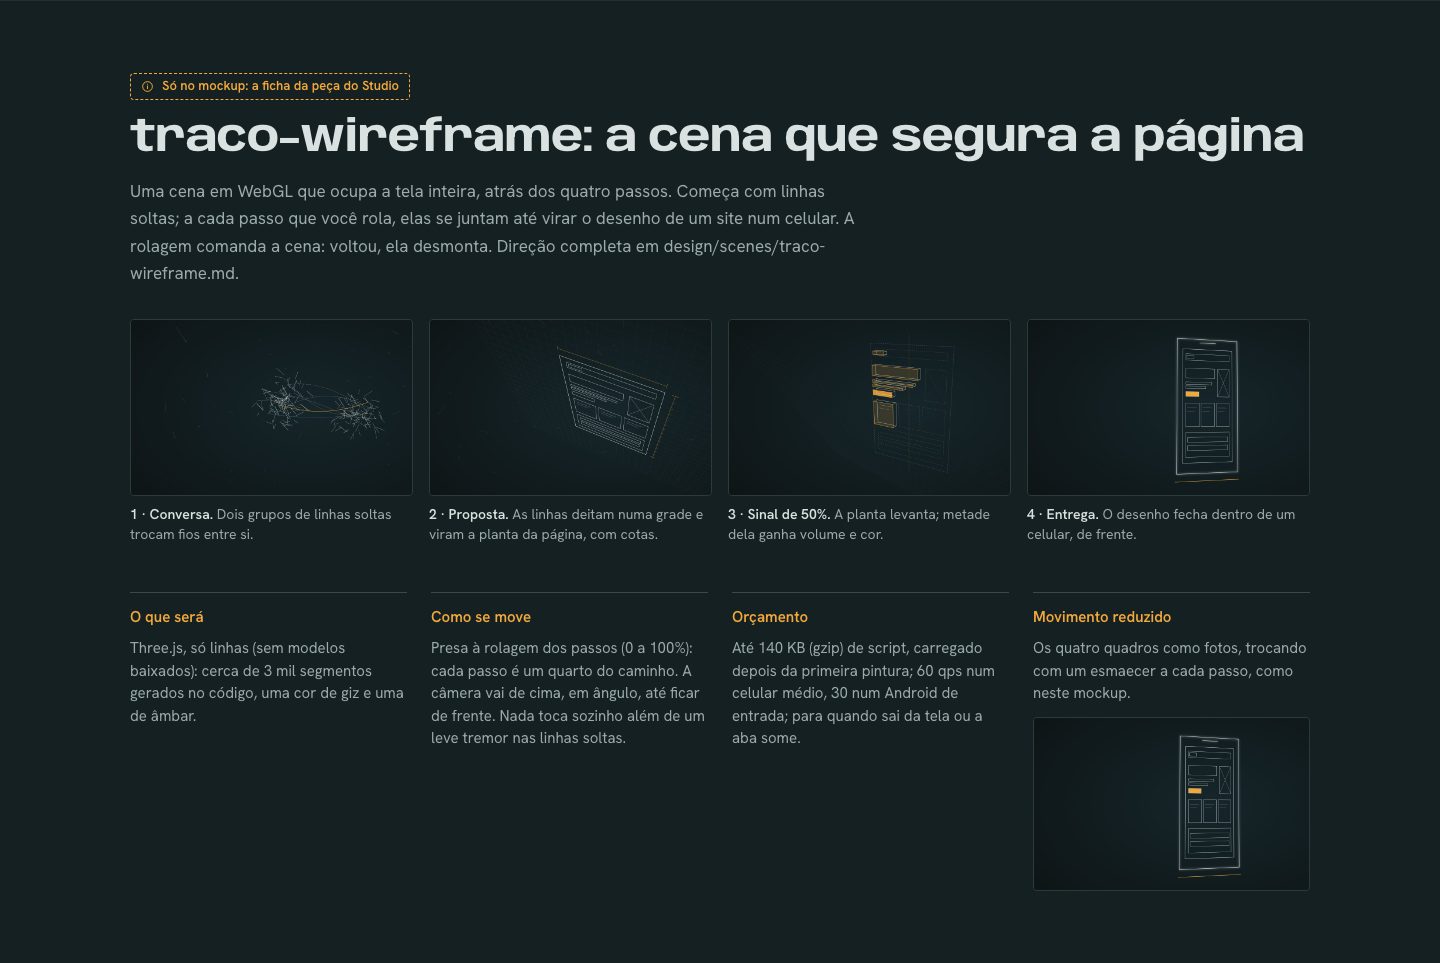 Só no mockup: a ficha da peça do Studio
traco-wireframe: a cena que segura a página
Uma cena em WebGL que ocupa a tela inteira, atrás dos quatro passos. Começa com linhas
soltas; a cada passo que você rola, elas se juntam até virar o desenho de um site num celular. A
rolagem comanda a cena: voltou, ela desmonta. Direção completa em design/scenes/traco-
wireframe.md.
1 · Conversa. Dois grupos de linhas soltas
trocam fios entre si.
2 · Proposta. As linhas deitam numa grade e
viram a planta da página, com cotas.
3 · Sinal de 50%. A planta levanta; metade
dela ganha volume e cor.
4 · Entrega. O desenho fecha dentro de um
celular, de frente.
O que será
Three.js, só linhas (sem modelos
baixados): cerca de 3 mil segmentos
gerados no código, uma cor de giz e uma
de âmbar.
Como se move
Presa à rolagem dos passos (0 a 100%):
cada passo é um quarto do caminho. A
câmera vai de cima, em ângulo, até ficar
de frente. Nada toca sozinho além de um
leve tremor nas linhas soltas.
Orçamento
Até 140 KB (gzip) de script, carregado
depois da primeira pintura; 60 qps num
celular médio, 30 num Android de
entrada; para quando sai da tela ou a
aba some.
Movimento reduzido
Os quatro quadros como fotos, trocando
com um esmaecer a cada passo, como
neste mockup.